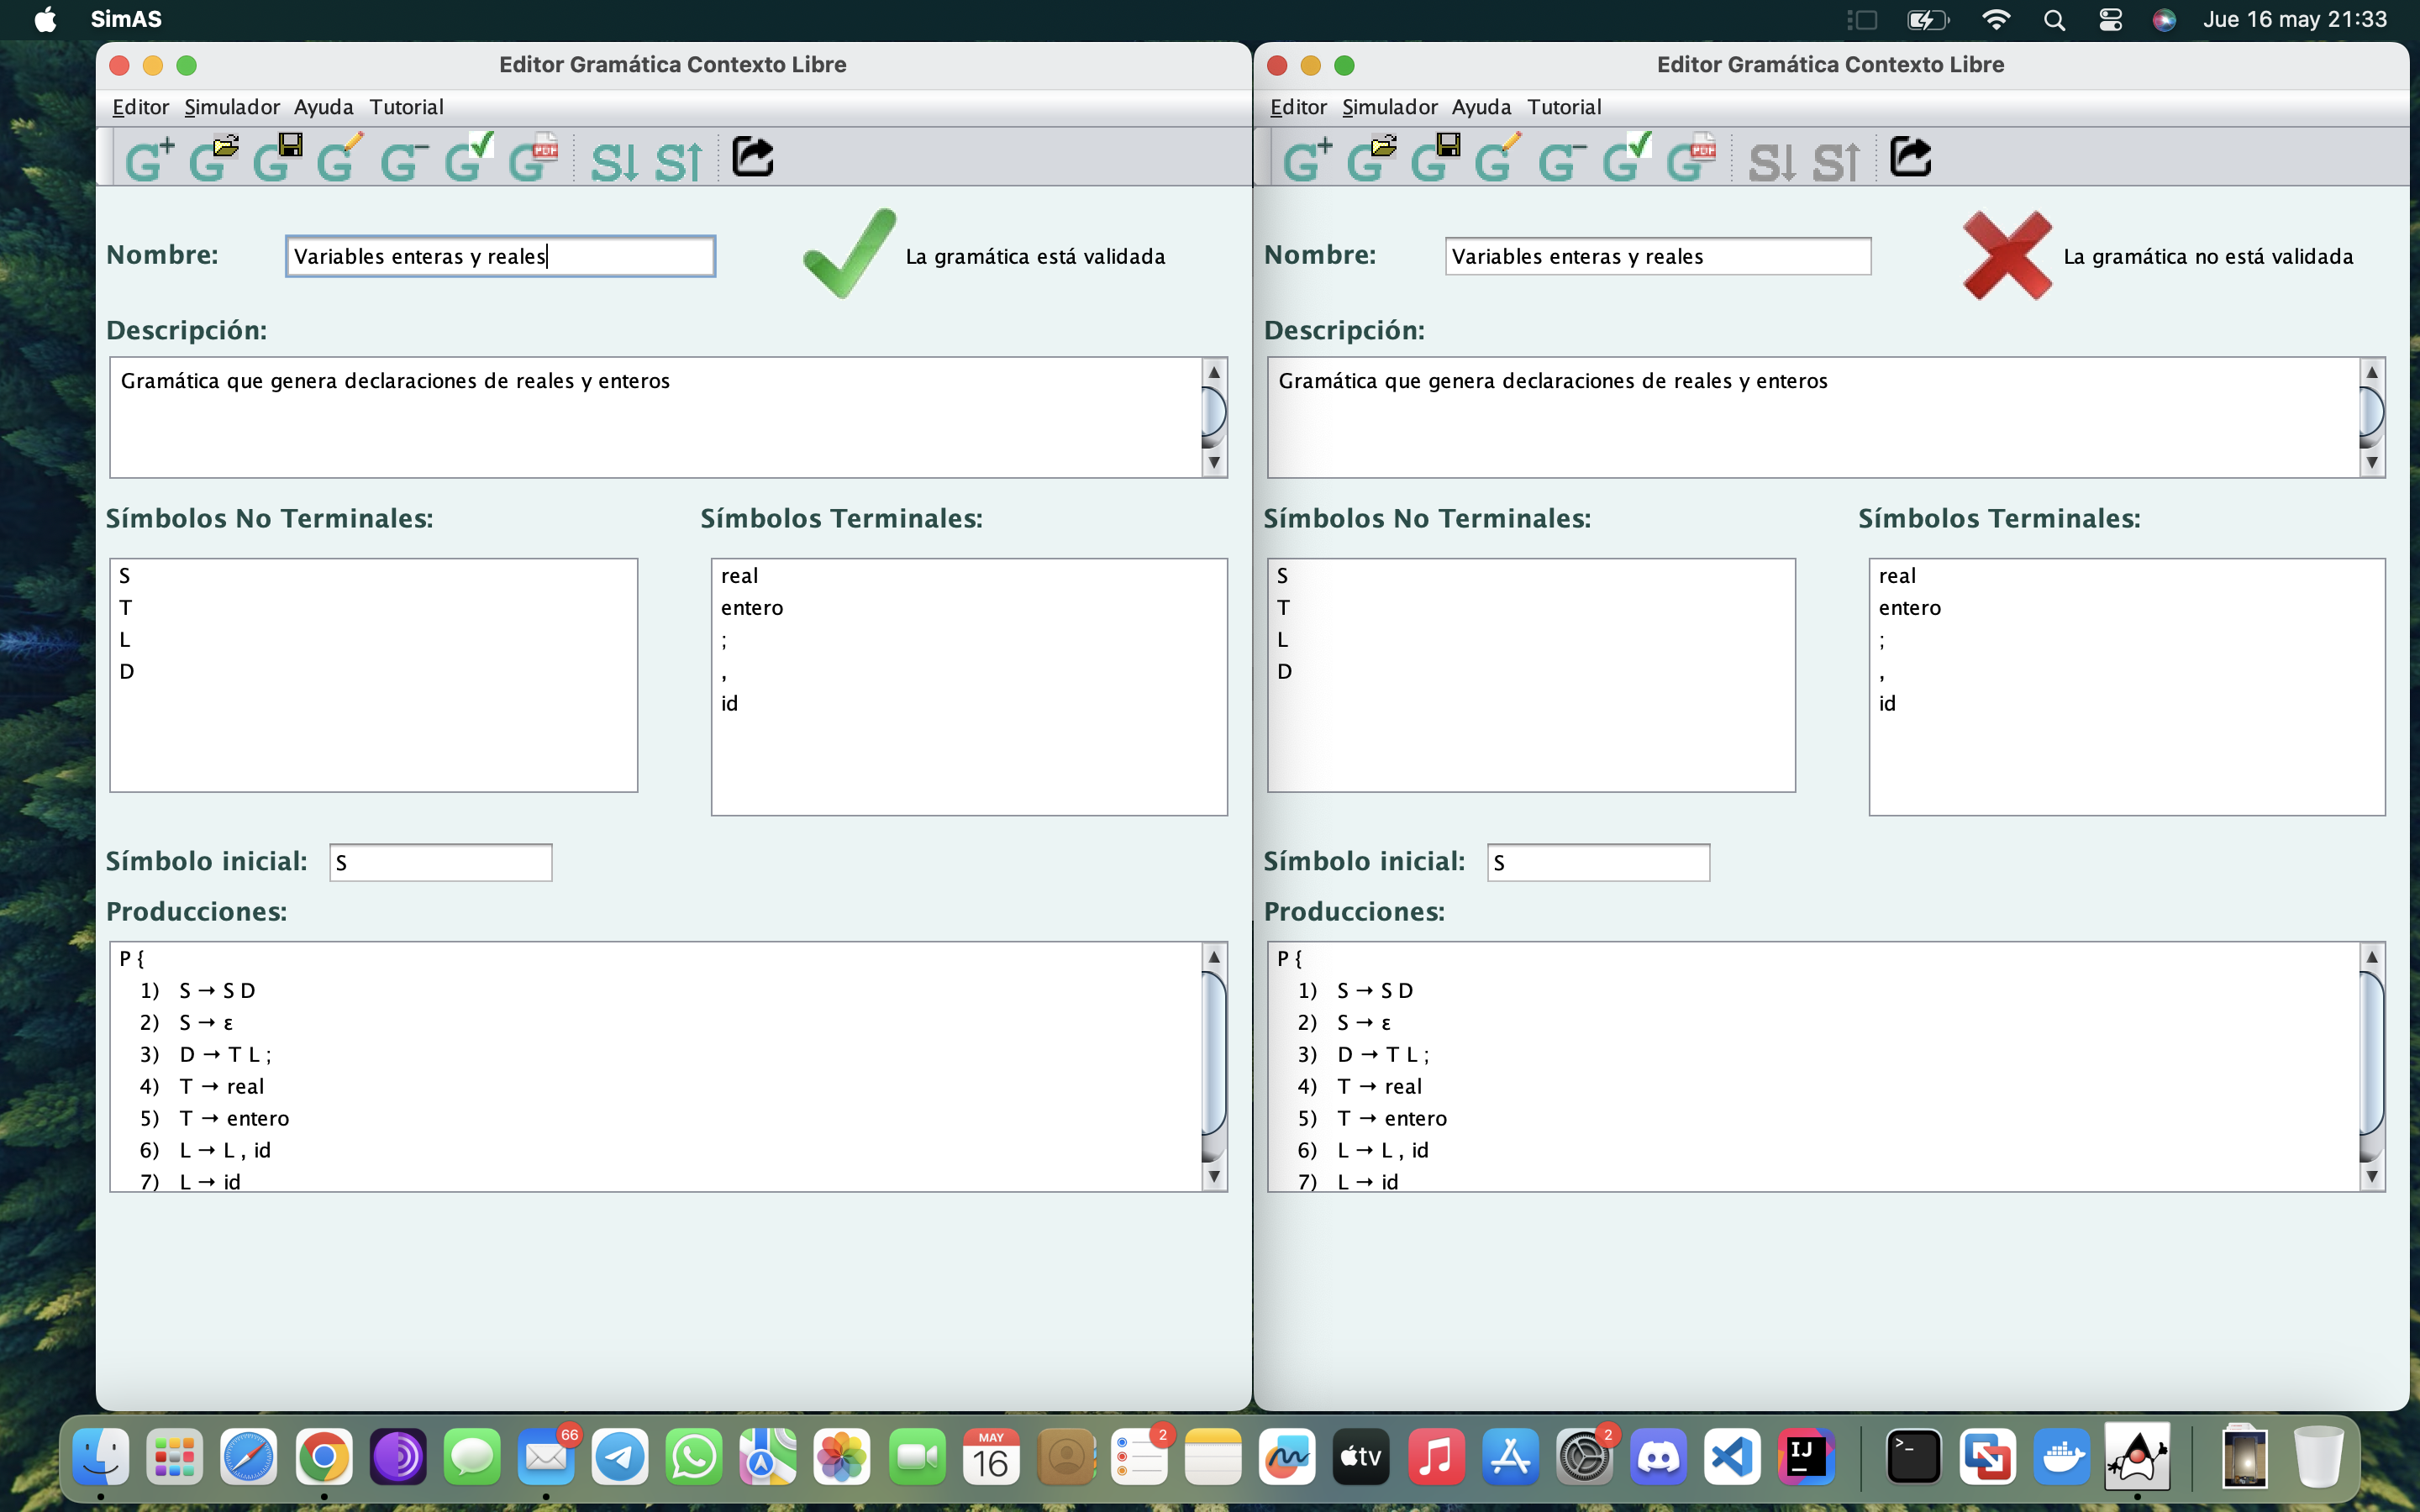 SimAS
Jue 16 may 21:33
Editor Gramática Contexto Libre
Editor Simulador Ayuda Tutorial
G+ G G G G− G G PDF S↓ S↑
Nombre: Variables enteras y reales La gramática está validada
Descripción:
Gramática que genera declaraciones de reales y enteros
Símbolos No Terminales: Símbolos Terminales:
S
T
L
D
real
entero
;
,
id
Símbolo inicial: S
Producciones:
P {
1) S → S D
2) S → ε
3) D → T L ;
4) T → real
5) T → entero
6) L → L , id
7) L → id
Editor Gramática Contexto Libre
Editor Simulador Ayuda Tutorial
G+ G G G G− G G PDF S↓ S↑
Nombre: Variables enteras y reales La gramática no está validada
Descripción:
Gramática que genera declaraciones de reales y enteros
Símbolos No Terminales: Símbolos Terminales:
S
T
L
D
real
entero
;
,
id
Símbolo inicial: S
Producciones:
P {
1) S → S D
2) S → ε
3) D → T L ;
4) T → real
5) T → entero
6) L → L , id
7) L → id
66
MAY
16
2
tv
2
IJ
>_